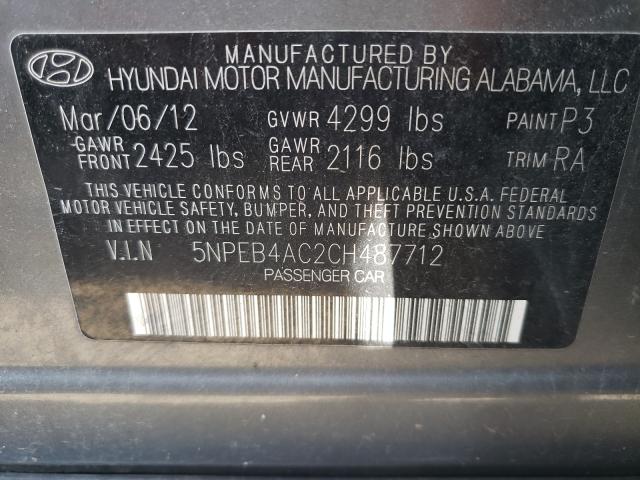 MANUFACTURED BY
HYUNDAI MOTOR MANUFACTURING ALABAMA, LLC
Mar/06/12 GVWR 4299 lbs PAINT P3
GAWR FRONT 2425 lbs GAWR REAR 2116 lbs TRIM RA
THIS VEHICLE CONFORMS TO ALL APPLICABLE U.S.A. FEDERAL
MOTOR VEHICLE SAFETY, BUMPER, AND THEFT PREVENTION STANDARDS
IN EFFECT ON THE DATE OF MANUFACTURE SHOWN ABOVE
V.I.N 5NPEB4AC2CH487712
PASSENGER CAR